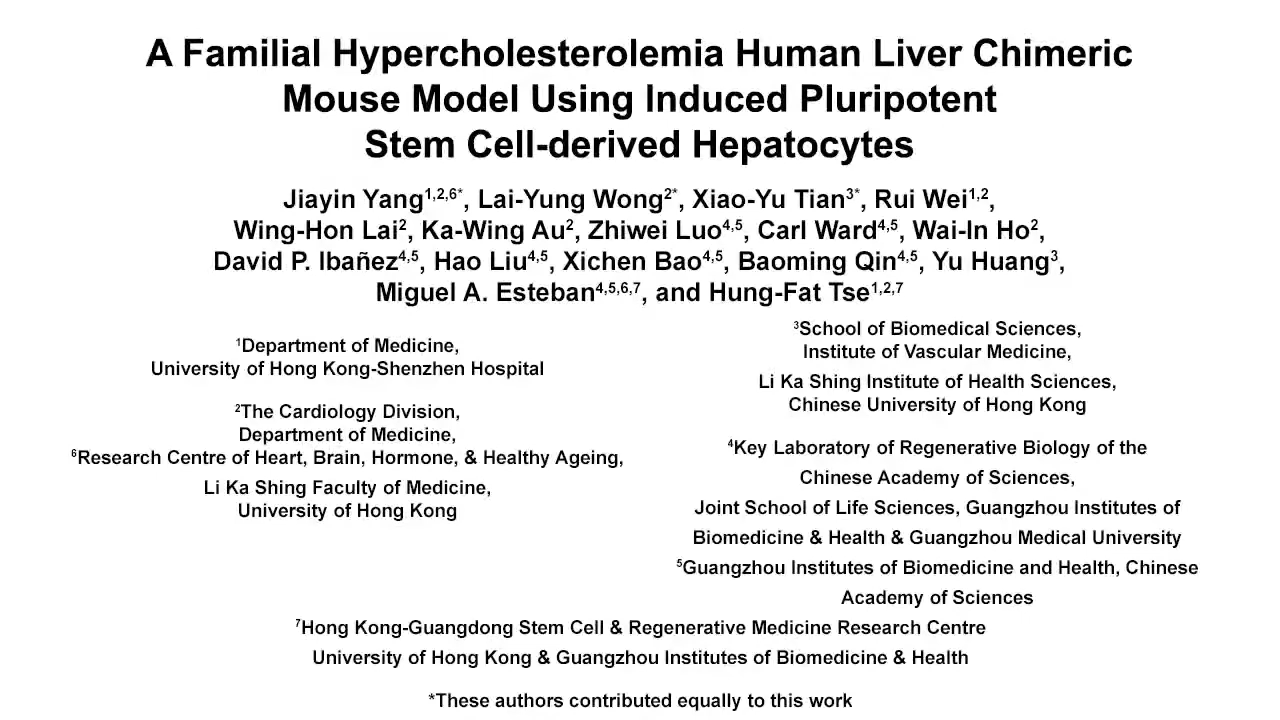 A Familial Hypercholesterolemia Human Liver Chimeric
Mouse Model Using Induced Pluripotent
Stem Cell-derived Hepatocytes
Jiayin Yang1,2,6*, Lai-Yung Wong2*, Xiao-Yu Tian3*, Rui Wei1,2,
Wing-Hon Lai2, Ka-Wing Au2, Zhiwei Luo4,5, Carl Ward4,5, Wai-In Ho2,
David P. Ibañez4,5, Hao Liu4,5, Xichen Bao4,5, Baoming Qin4,5, Yu Huang3,
Miguel A. Esteban4,5,6,7, and Hung-Fat Tse1,2,7
1Department of Medicine,
University of Hong Kong-Shenzhen Hospital
2The Cardiology Division,
Department of Medicine,
6Research Centre of Heart, Brain, Hormone, & Healthy Ageing,
Li Ka Shing Faculty of Medicine,
University of Hong Kong
3School of Biomedical Sciences,
Institute of Vascular Medicine,
Li Ka Shing Institute of Health Sciences,
Chinese University of Hong Kong
4Key Laboratory of Regenerative Biology of the
Chinese Academy of Sciences,
Joint School of Life Sciences, Guangzhou Institutes of
Biomedicine & Health & Guangzhou Medical University
5Guangzhou Institutes of Biomedicine and Health, Chinese
Academy of Sciences
7Hong Kong-Guangdong Stem Cell & Regenerative Medicine Research Centre
University of Hong Kong & Guangzhou Institutes of Biomedicine & Health
*These authors contributed equally to this work